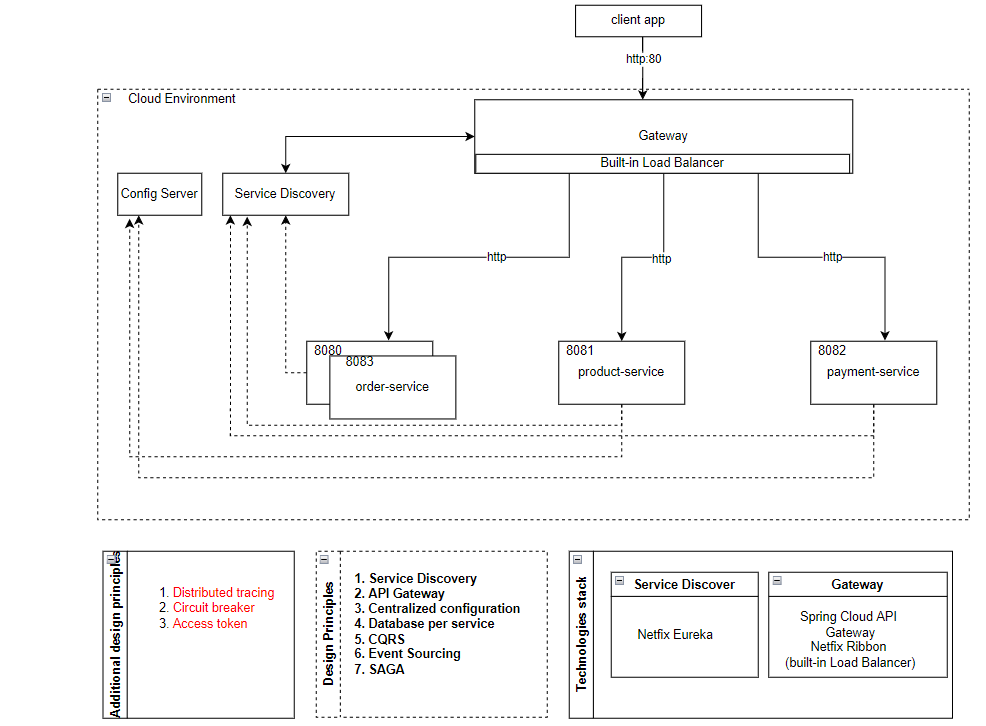 client app
http:80
Cloud Environment
Gateway
Built-in Load Balancer
Config Server
Service Discovery
http
http
http
8080
8083
order-service
8081
product-service
8082
payment-service
Additional design principles
1. Distributed tracing
2. Circuit breaker
3. Access token
Design Principles
1. Service Discovery
2. API Gateway
3. Centralized configuration
4. Database per service
5. CQRS
6. Event Sourcing
7. SAGA
Technologies stack
Service Discover
Netfix Eureka
Gateway
Spring Cloud API
Gateway
Netfix Ribbon
(built-in Load Balancer)